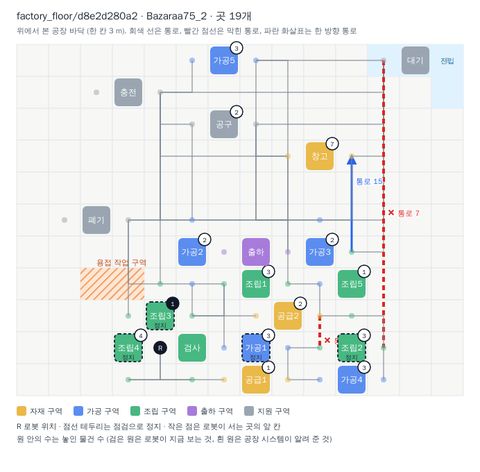 factory_floor/d8e2d280a2 · Bazaraa75_2 · 곳 19개
위에서 본 공장 바닥 (한 칸 3 m). 회색 선은 통로, 빨간 점선은 막힌 통로, 파란 화살표는 한 방향 통로
가공5 3
대기
전립
충전
공구 2
창고 7
통로 15
폐기
✕ 통로 7
가공2 2
출하
가공3 2
용접 작업 구역
조립1 3
조립5 1
조립3 1
정지
공급2 2
조립4 4
정지
R
검사
가공1 3
정지
✕
조립2 3
정지
공급1 1
가공4 3
자재 구역
가공 구역
조립 구역
출하 구역
지원 구역
R 로봇 위치 · 점선 테두리는 점검으로 정지 · 작은 점은 로봇이 서는 곳의 앞 칸
원 안의 수는 놓인 물건 수 (검은 원은 로봇이 지금 보는 것, 흰 원은 공장 시스템이 알려 준 것)